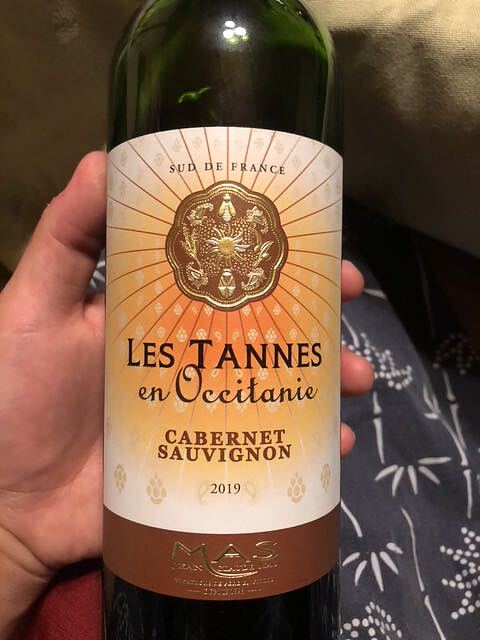 SUD DE FRANCE
LES TANNES
en Occitanie
CABERNET
SAUVIGNON
2019
MAS